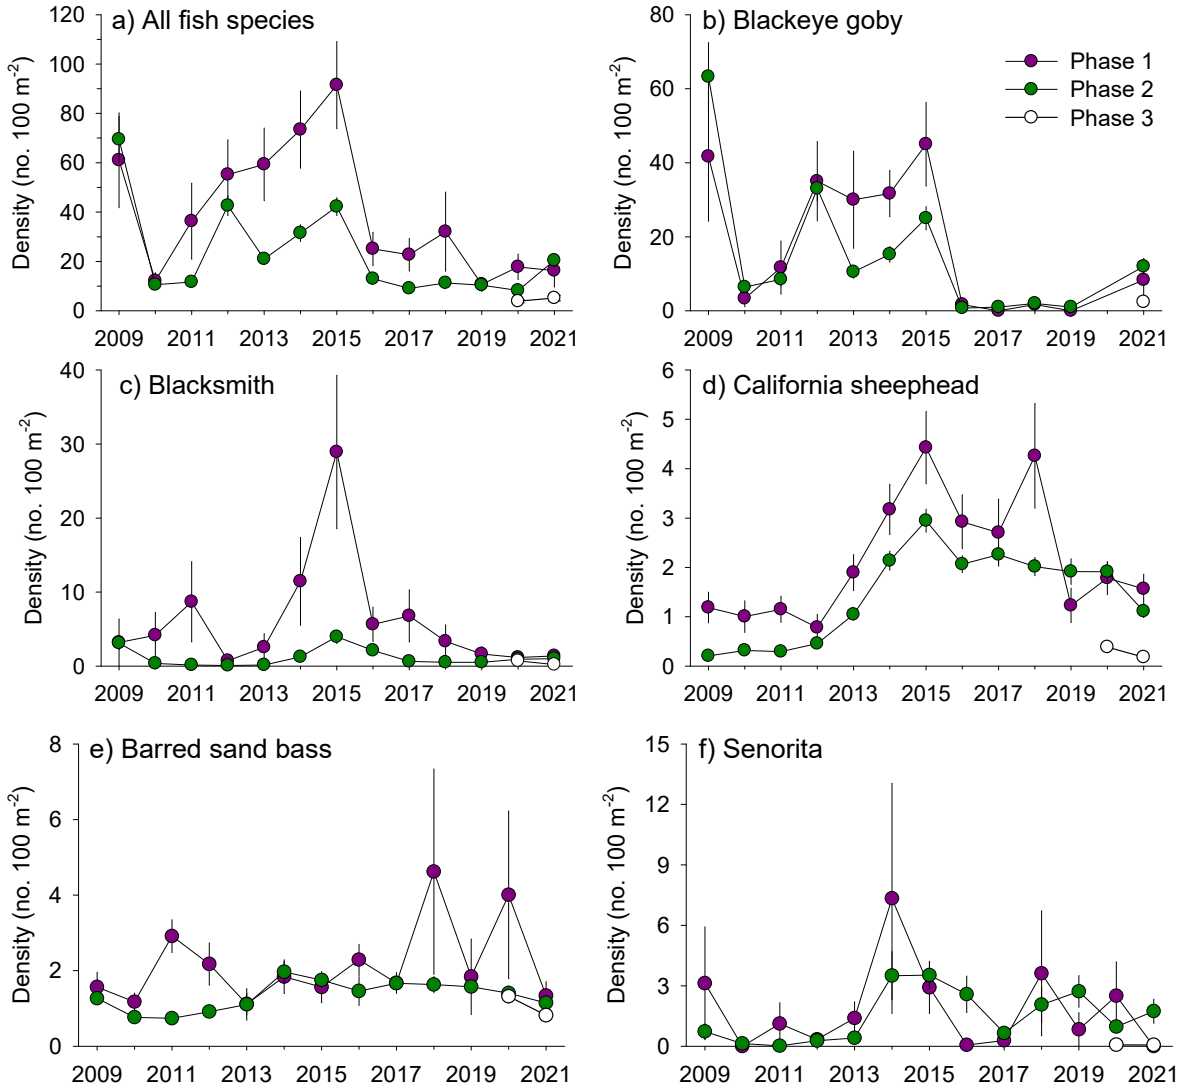 a) All fish species
Density (no. 100 m-2)
120
100
80
60
40
20
0
2009 2011 2013 2015 2017 2019 2021
b) Blackeye goby
Phase 1
Phase 2
Phase 3
Density (no. 100 m-2)
80
60
40
20
0
2009 2011 2013 2015 2017 2019 2021
c) Blacksmith
Density (no. 100 m-2)
40
30
20
10
0
2009 2011 2013 2015 2017 2019 2021
d) California sheephead
Density (no. 100 m-2)
6
5
4
3
2
1
0
2009 2011 2013 2015 2017 2019 2021
e) Barred sand bass
Density (no. 100 m-2)
8
6
4
2
0
2009 2011 2013 2015 2017 2019 2021
f) Senorita
Density (no. 100 m-2)
15
12
9
6
3
0
2009 2011 2013 2015 2017 2019 2021